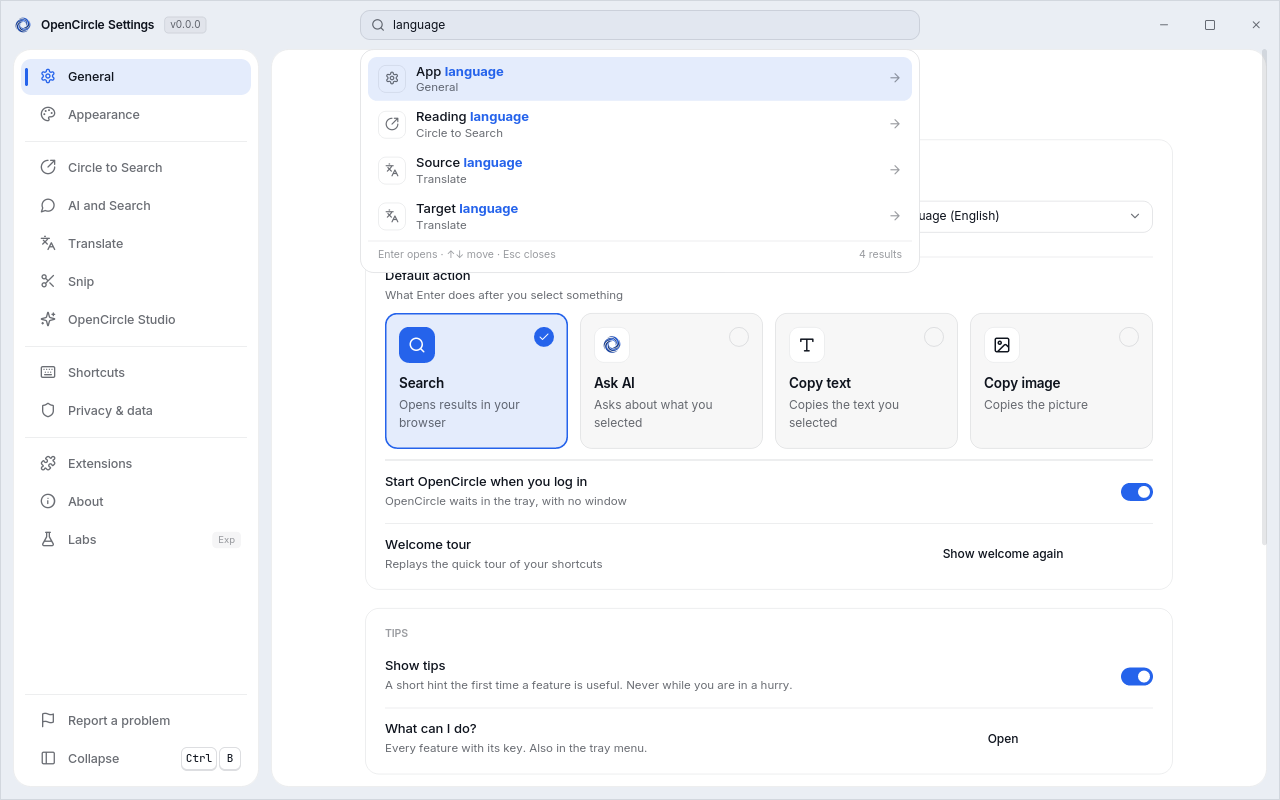 OpenCircle Settings v0.0.0
language
General
Appearance
Circle to Search
AI and Search
Translate
Snip
OpenCircle Studio
Shortcuts
Privacy & data
Extensions
About
Labs Exp
Report a problem
Collapse Ctrl B
App language
General
Reading language
Circle to Search
Source language
Translate
Target language
Translate
Enter opens · ↑↓ move · Esc closes 4 results
(English)
Default action
What Enter does after you select something
Search
Opens results in your
browser
Ask AI
Asks about what you
selected
Copy text
Copies the text you
selected
Copy image
Copies the picture
Start OpenCircle when you log in
OpenCircle waits in the tray, with no window
Welcome tour
Replays the quick tour of your shortcuts
Show welcome again
TIPS
Show tips
A short hint the first time a feature is useful. Never while you are in a hurry.
What can I do?
Every feature with its key. Also in the tray menu.
Open